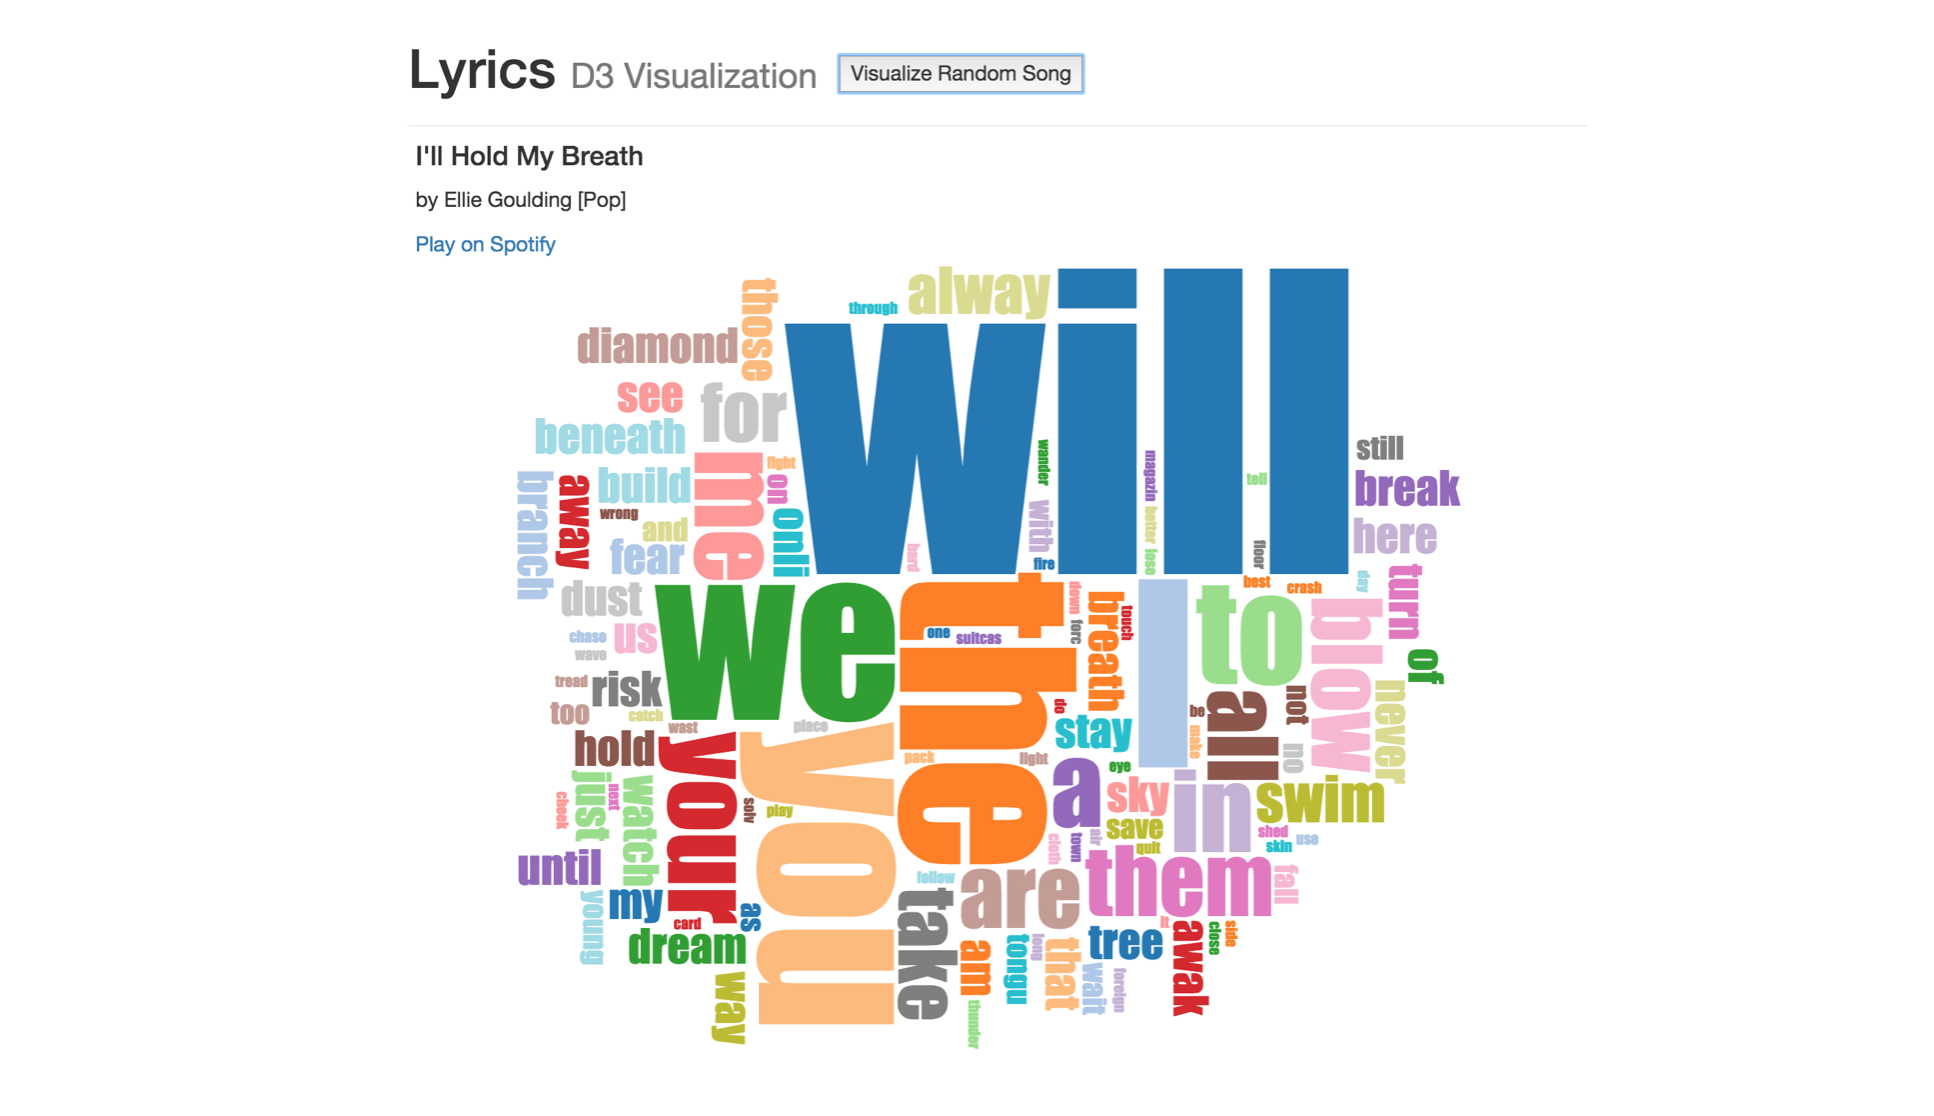 Lyrics D3 Visualization Visualize Random Song
I'll Hold My Breath
by Ellie Goulding [Pop]
Play on Spotify
will
alway
through
those
diamond
see
for
beneath
me
fight
on
build
away
branch
wrong
and
fear
onli
wander
with
fire
hard
magazin
better
lose
tell
floor
still
break
here
best
crash
day
turn
dust
us
chase
wave
we
the
one
suitcas
down
forc
breath
touch
I
to
blow
of
tread
risk
too
catch
wast
place
do
stay
be
all
not
never
make
no
hold
your
you
pack
light
a
eye
sky
in
swim
just
next
cheek
watch
solv
play
save
quit
air
town
cloth
shed
skin
use
until
young
my
card
as
dream
way
follow
take
are
them
fall
it
am
tongu
long
that
tree
wait
foreign
awak
close
side
thunder